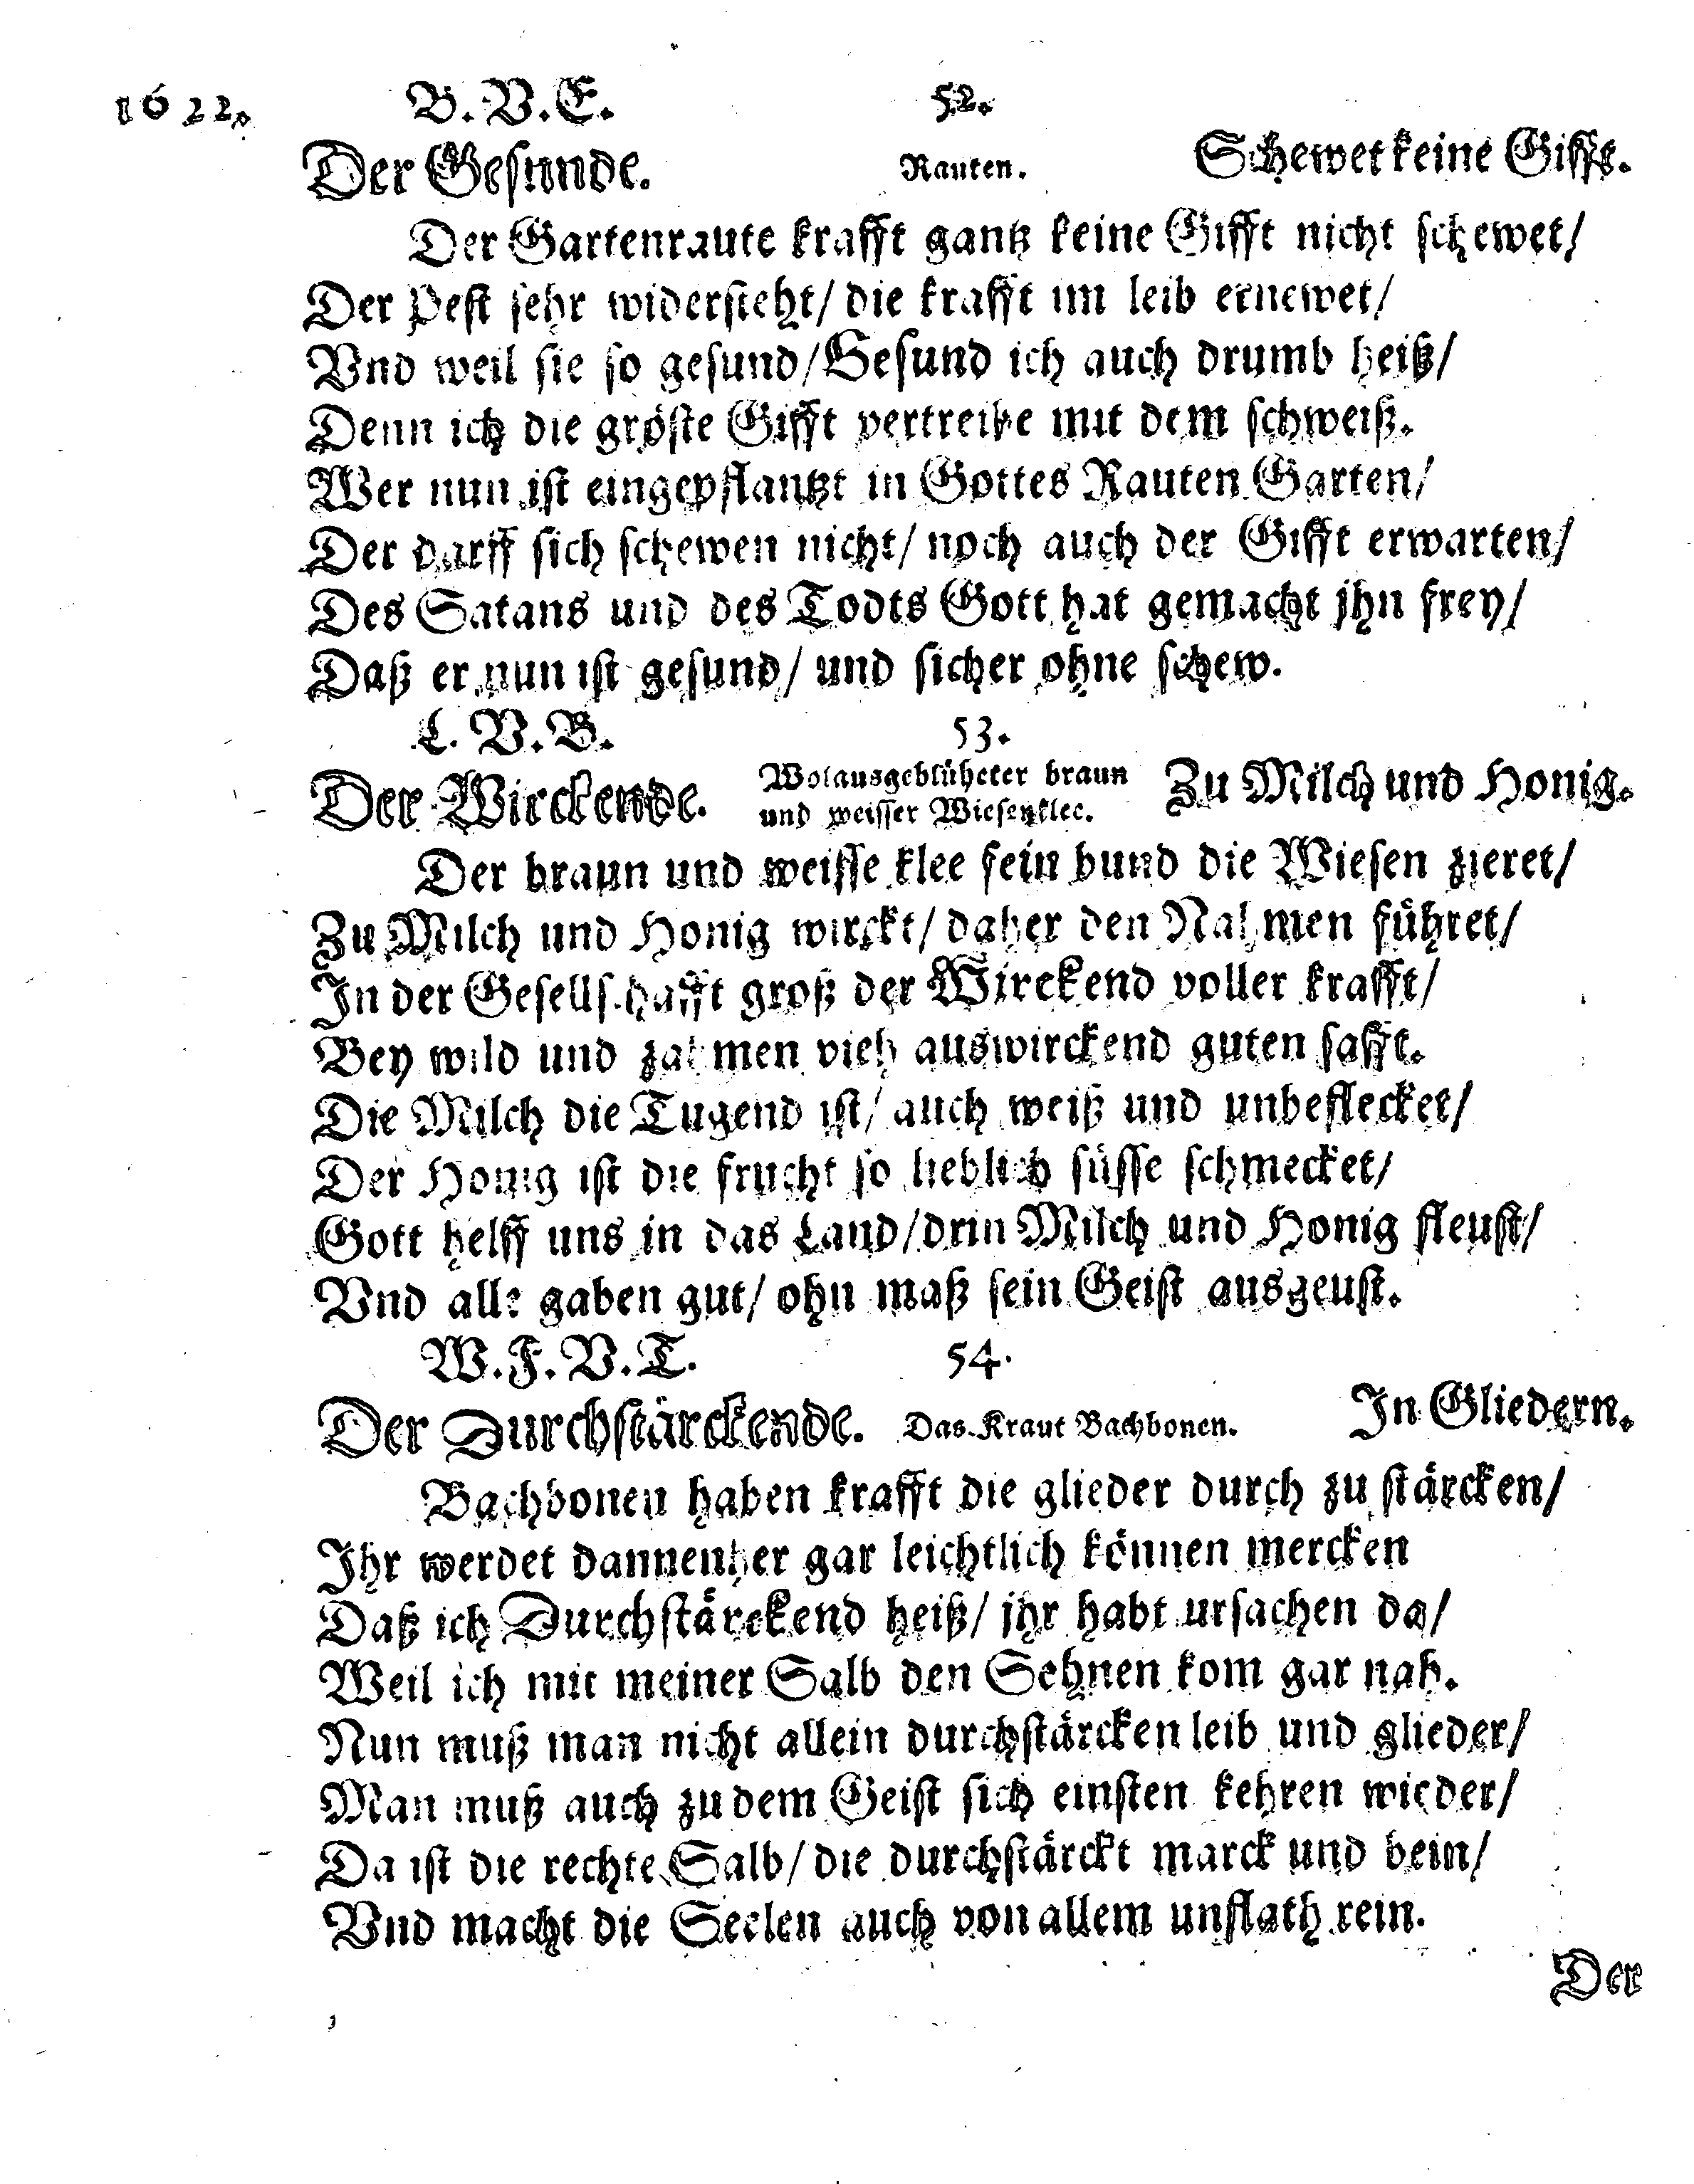 1622. B. V. E. 52.
Der Gesunde. Rauten. Schewet keine Gifft.
Der Gartenraute krafft gantz keine Gifft nicht schewet/
Der Pest sehr widersteht/ die krafft im leib ernewet/
Vnd weil sie so gesund/ Gesund ich auch drumb heiß/
Denn ich die gröste Gifft vertreibe mit dem schweiß.
Wer nun ist eingepflantzt in Gottes Rauten Garten/
Der darff sich schewen nicht/ noch auch der Gifft erwarten/
Des Satans und des Todts Gott hat gemacht jhn frey/
Daß er nun ist gesund/ und sicher ohne schew.
L. V. B. 53.
Der Wirckende. Wolausgeblüheter braun und weisser Wiesenklee. Zu Milch und Honig.
Der braun und weisse klee fein bund die Wiesen zieret/
Zu Milch und Honig wirckt/ daher den Nahmen führet/
In der Gesellschafft groß der Wirckend voller krafft/
Bey wild und zahmen vieh auswirckend guten safft.
Die Milch die Tugend ist/ auch weiß und unbeflecket/
Der Honig ist die frucht so lieblich süsse schmecket/
Gott helff uns in das Land/ drin Milch und Honig fleust/
Vnd alle gaben gut/ ohn maß sein Geist ausgeust.
W. F. V. T. 54.
Der Durchstärckende. Das Kraut Bachbonen. In Gliedern.
Bachbonen haben krafft die glieder durch zu stärcken/
Ihr werdet dannenher gar leichtlich können mercken
Daß ich Durchstärckend heiß/ jhr habt ursachen da/
Weil ich mit meiner Salb den Sehnen kom gar nah.
Nun muß man nicht allein durchstärcken leib und glieder/
Man muß auch zu dem Geist sich einsten kehren wieder/
Da ist die rechte Salb/ die durchstärckt marck und bein/
Vnd macht die Seelen auch von allem unflath rein.
Der